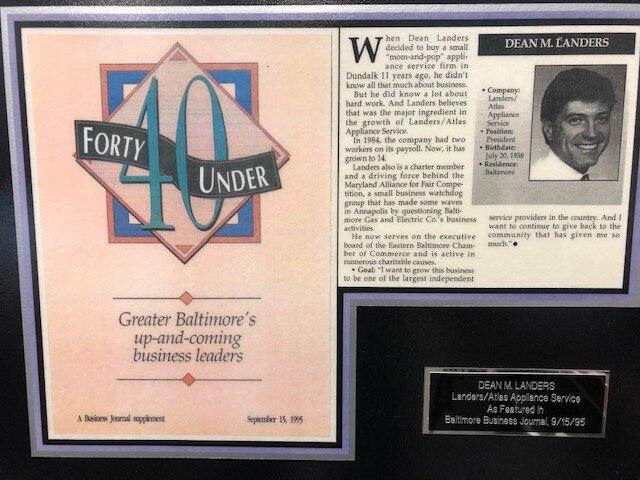 40
FORTY
UNDER
Greater Baltimore's
up-and-coming
business leaders
A Business Journal supplement
September 15, 1995
When Dean Landers
decided to buy a small
"mom-and-pop" appli-
ance service firm in
Dundalk 11 years ago, he didn't
know all that much about business.
But he did know a lot about
hard work. And Landers believes
that was the major ingredient in
the growth of Landers/Atlas
Appliance Service.
In 1984, the company had two
workers on its payroll. Now, it has
grown to 14.
Landers also is a charter member
and a driving force behind the
Maryland Alliance for Fair Compe-
tition, a small business watchdog
group that has made some waves
in Annapolis by questioning Balti-
more Gas and Electric Co.'s business
activities.
He now serves on the executive
board of the Eastern Baltimore Cham-
ber of Commerce and is active in
numerous charitable causes.
• Goal: "I want to grow this business
to be one of the largest independent
DEAN M. LANDERS
• Company:
Landers/
Atlas
Appliance
Service
• Position:
President
• Birthdate:
July 20, 1958
• Residence:
Baltimore
service providers in the country. And I
want to continue to give back to the
community that has given me so
much."●
DEAN M. LANDERS
Landers/Atlas Appliance Service
As Featured In
Baltimore Business Journal, 9/15/95